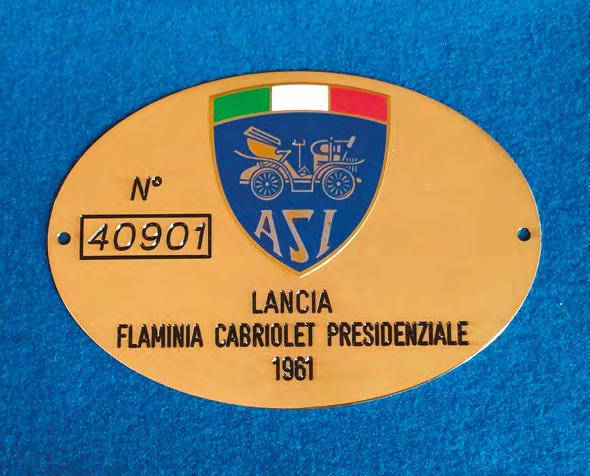 ASI
N°
40901
LANCIA
FLAMINIA CABRIOLET PRESIDENZIALE
1961